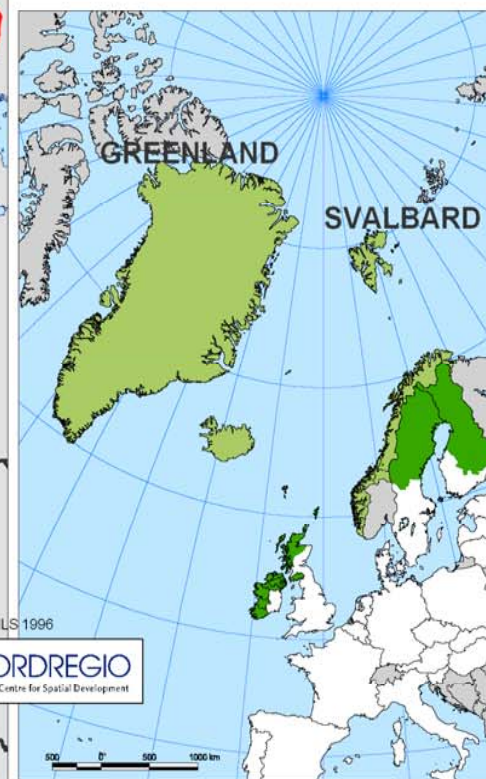 GREENLAND
SVALBARD
LS 1996
ORDREGIO
Centre for Spatial Development
500 0 500 1000 km